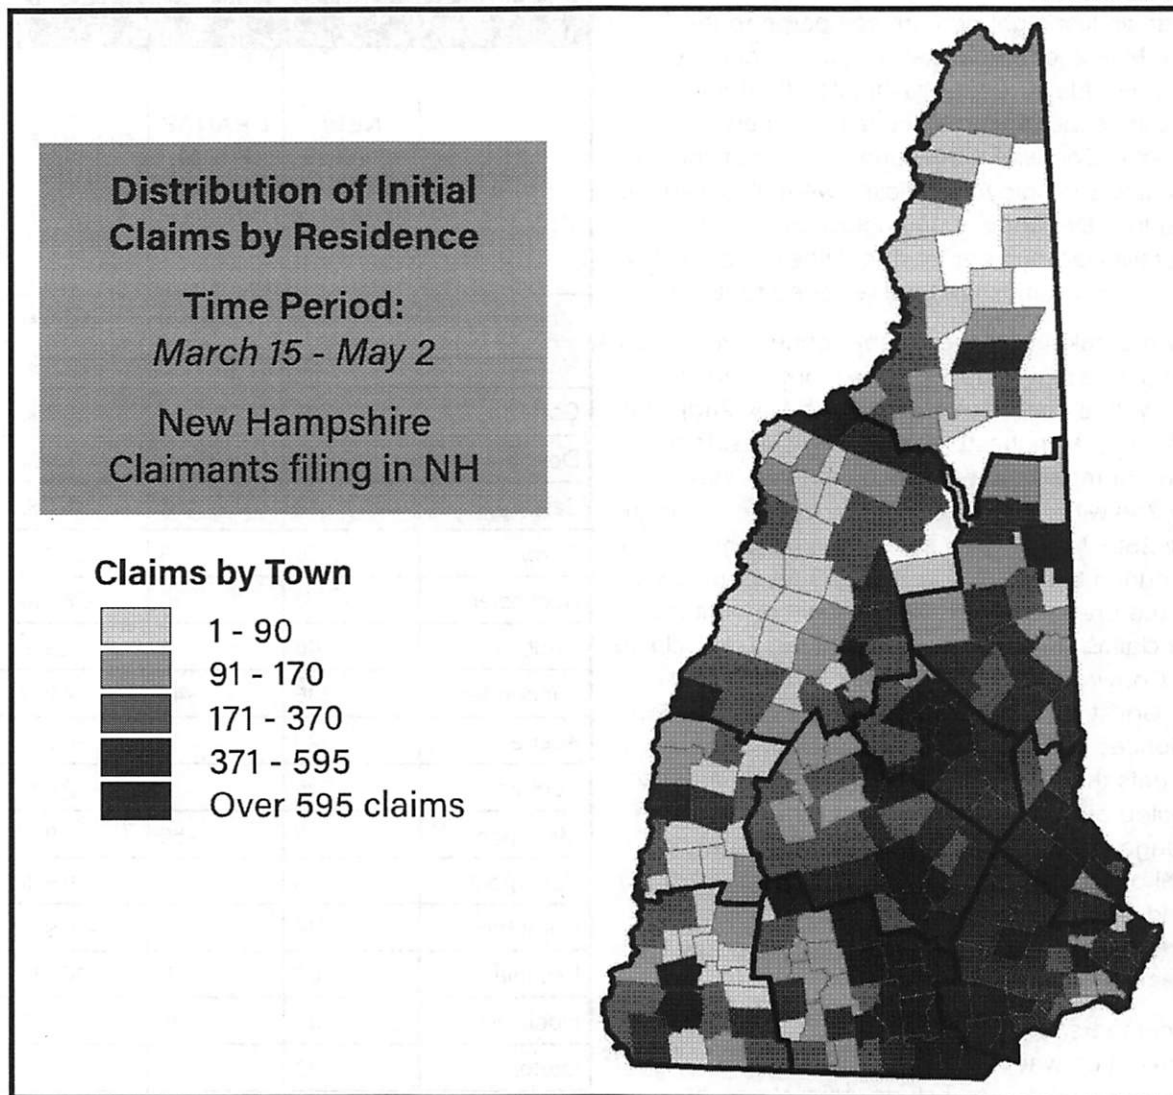 Distribution of Initial
Claims by Residence
Time Period:
March 15 - May 2
New Hampshire
Claimants filing in NH
Claims by Town
1 - 90
91 - 170
171 - 370
371 - 595
Over 595 claims